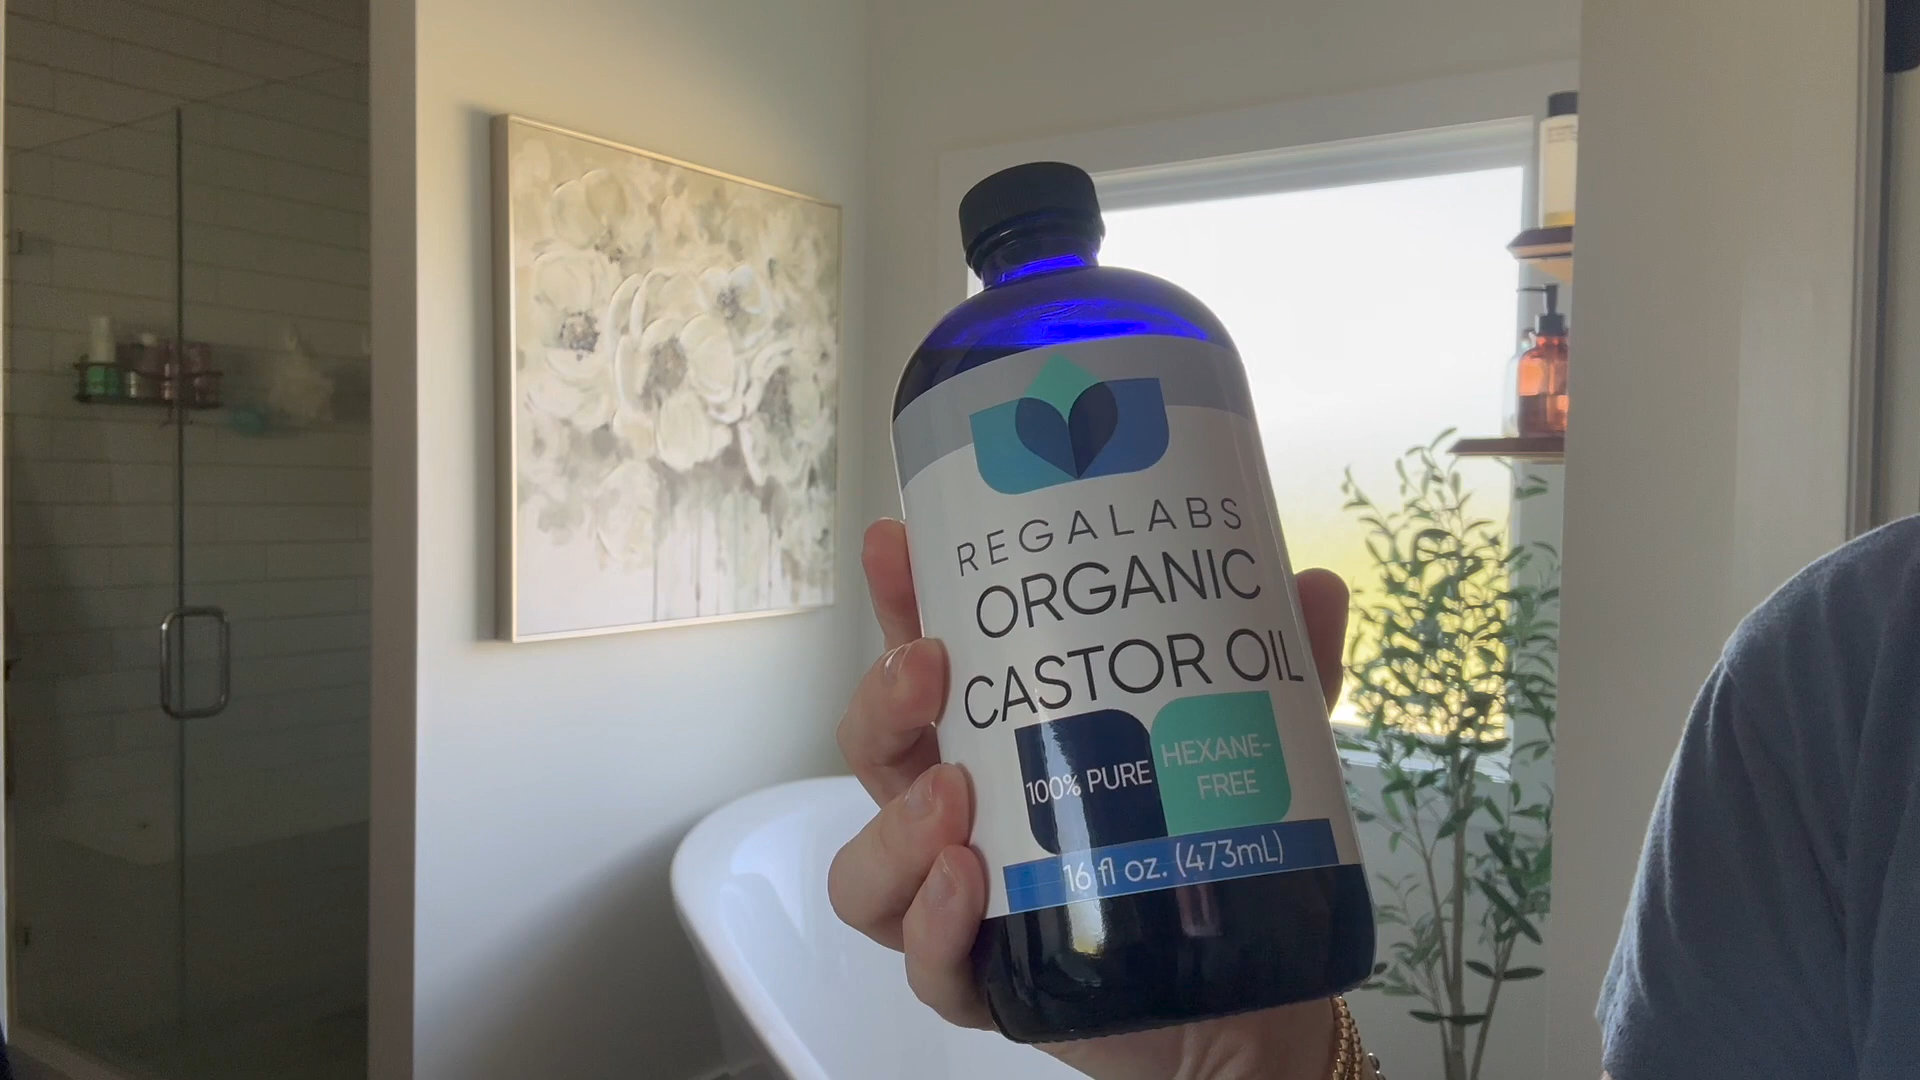 REGALABS
ORGANIC
CASTOR OIL
100% PURE
HEXANE-
FREE
16 fl oz. (473mL)